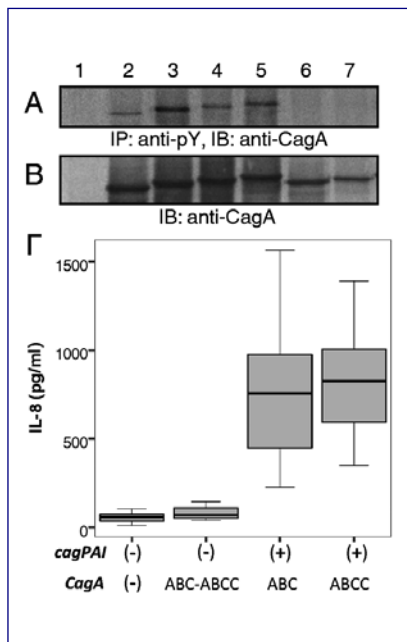 1 2 3 4 5 6 7
A
IP: anti-pY, IB: anti-CagA
B
IB: anti-CagA
Γ
1500
1000
500
0
IL-8 (pg/ml)
cagPAI (-) (-) (+) (+)
CagA (-) ABC-ABCC ABC ABCC